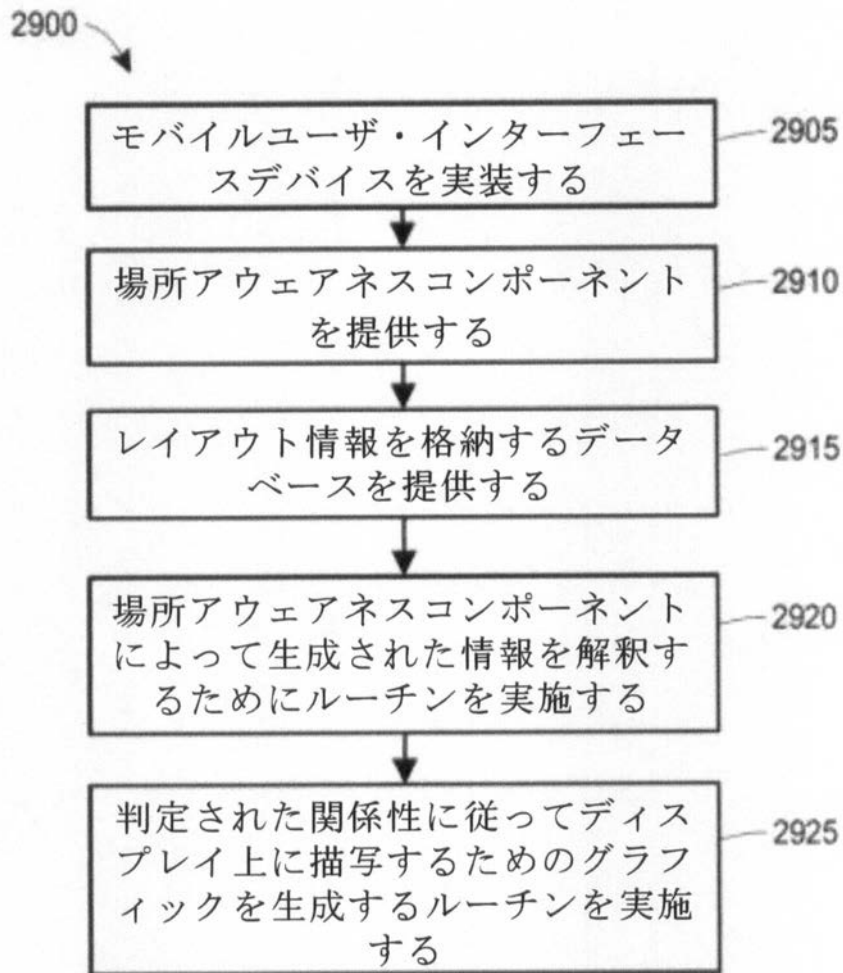 2900
モバイルユーザ・インターフェー
スデバイスを実装する
2905
場所アウェアネスコンポーネント
を提供する
2910
レイアウト情報を格納するデータ
ベースを提供する
2915
場所アウェアネスコンポーネント
によって生成された情報を解釈す
るためにルーチンを実施する
2920
判定された関係性に従ってディス
プレイ上に描写するためのグラフ
ィックを生成するルーチンを実施
する
2925